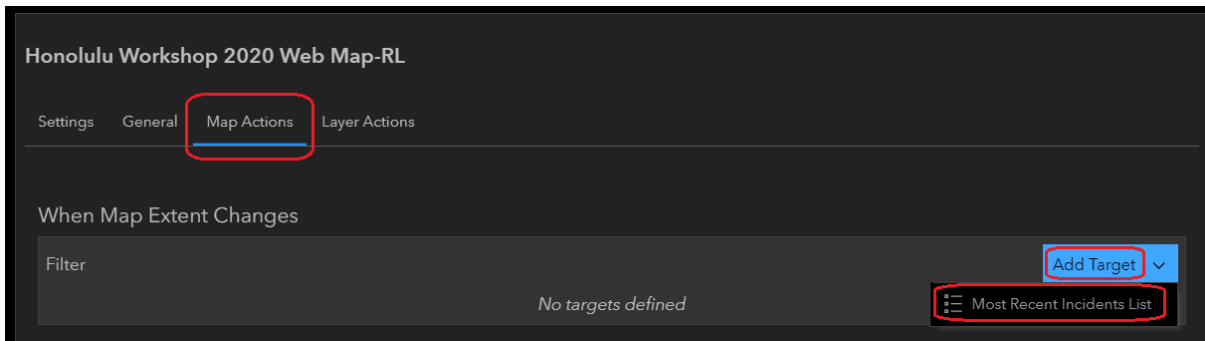 Honolulu Workshop 2020 Web Map-RL
Settings General Map Actions Layer Actions
When Map Extent Changes
Filter Add Target
No targets defined Most Recent Incidents List